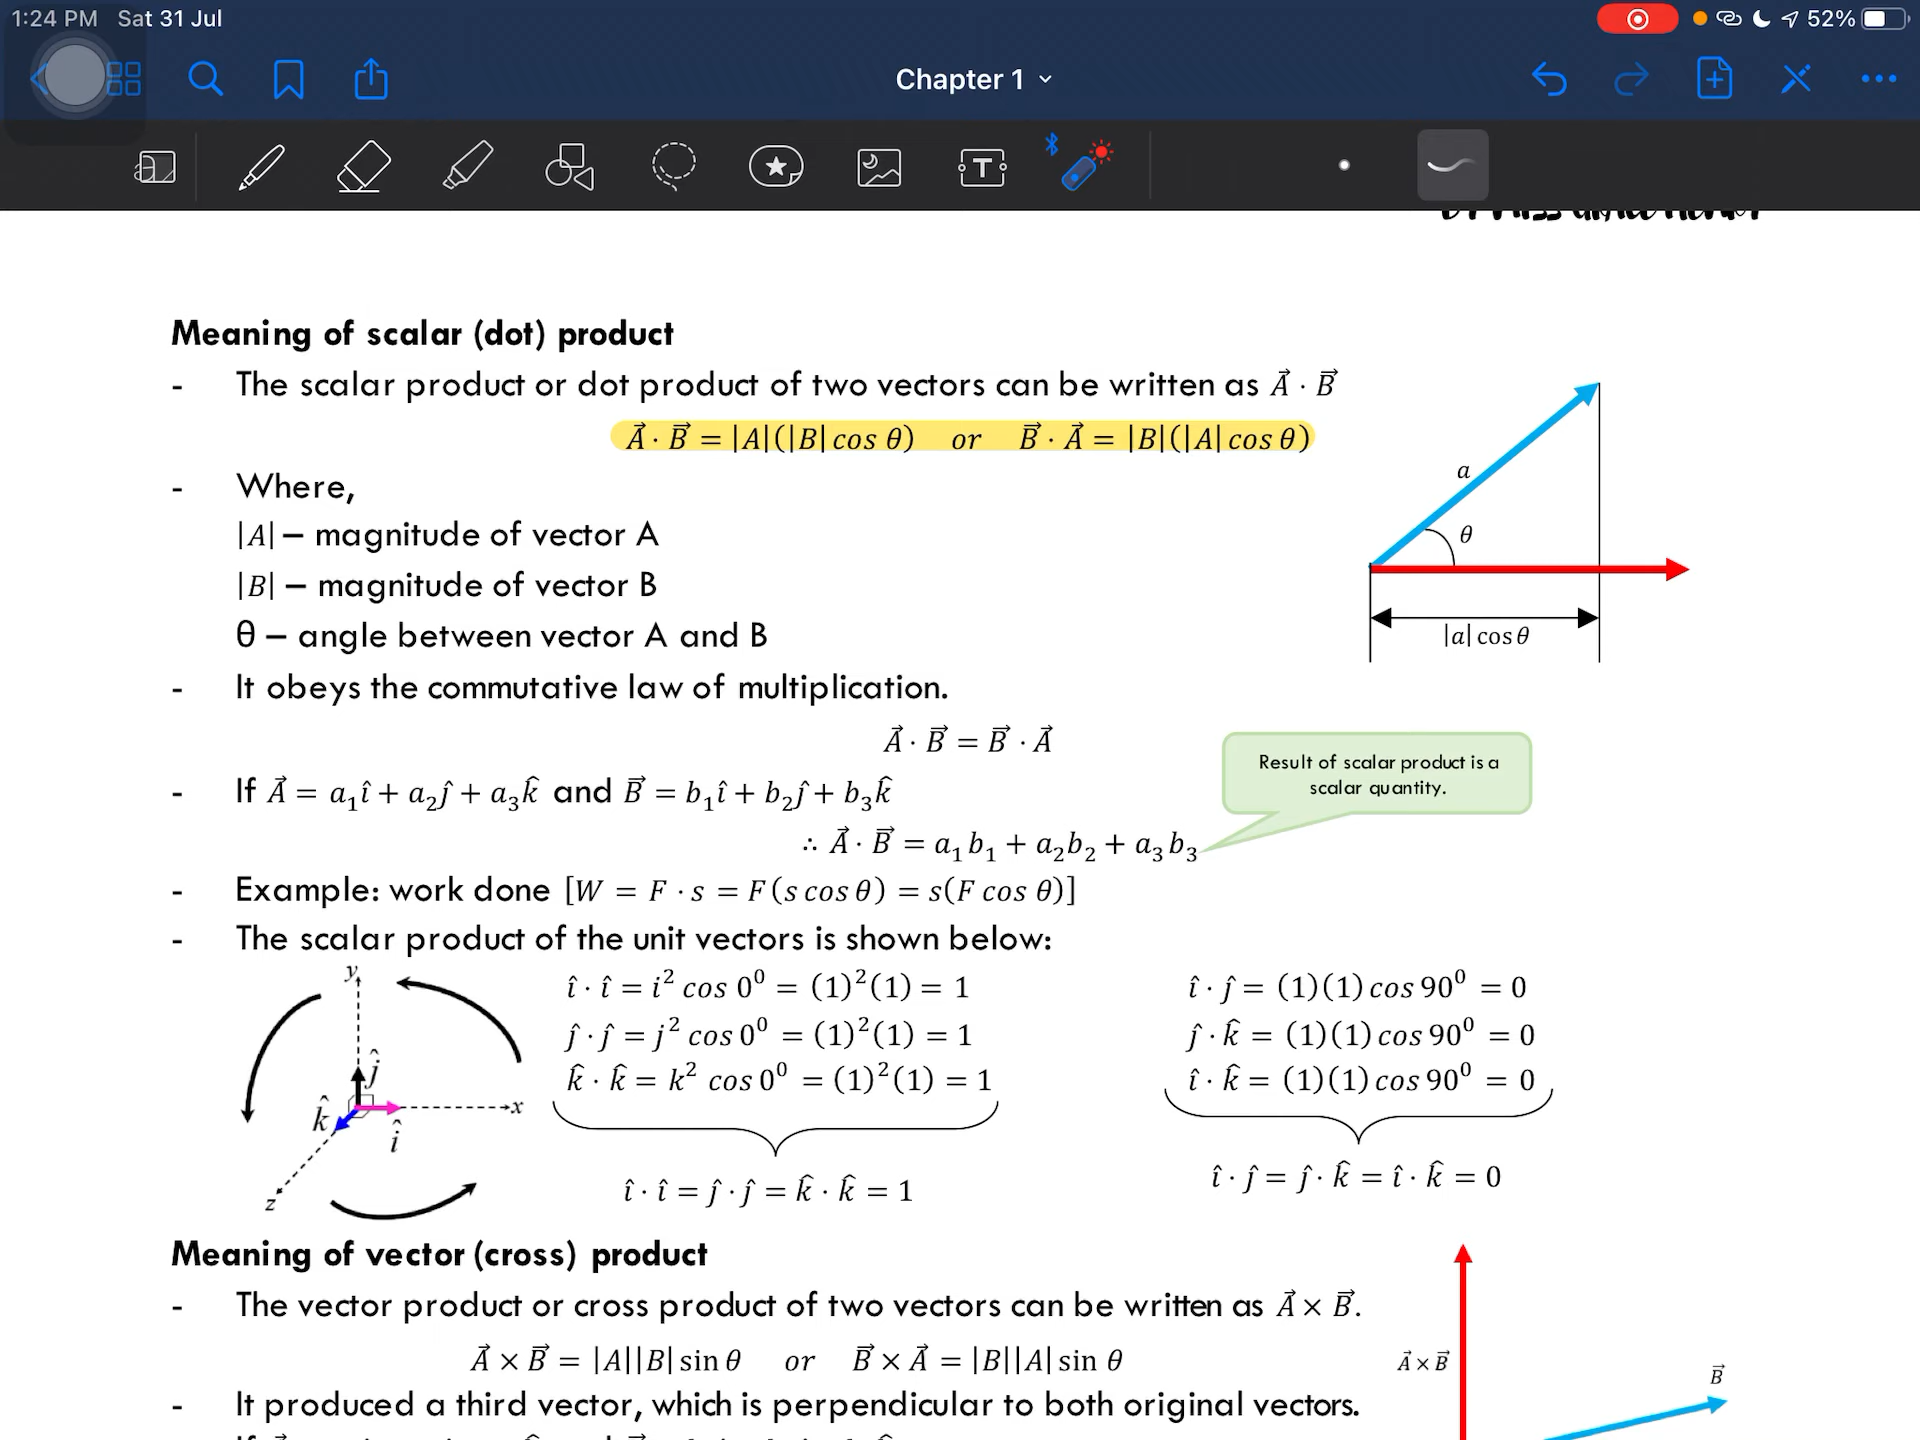 1:24 PM Sat 31 Jul
52%
Chapter 1
Meaning of scalar (dot) product
- The scalar product or dot product of two vectors can be written as A⃗ · B⃗
A⃗ · B⃗ = |A|(|B| cos θ) or B⃗ · A⃗ = |B|(|A| cos θ)
- Where,
|A| – magnitude of vector A
|B| – magnitude of vector B
θ – angle between vector A and B
a
θ
|a| cos θ
- It obeys the commutative law of multiplication.
A⃗ · B⃗ = B⃗ · A⃗
Result of scalar product is a
scalar quantity.
- If A⃗ = a₁î + a₂ĵ + a₃k̂ and B⃗ = b₁î + b₂ĵ + b₃k̂
∴ A⃗ · B⃗ = a₁b₁ + a₂b₂ + a₃b₃
- Example: work done [W = F · s = F(s cos θ) = s(F cos θ)]
- The scalar product of the unit vectors is shown below:
y
ĵ
k̂
î
x
z
î · î = i² cos 0⁰ = (1)²(1) = 1
ĵ · ĵ = j² cos 0⁰ = (1)²(1) = 1
k̂ · k̂ = k² cos 0⁰ = (1)²(1) = 1
î · î = ĵ · ĵ = k̂ · k̂ = 1
î · ĵ = (1)(1) cos 90⁰ = 0
ĵ · k̂ = (1)(1) cos 90⁰ = 0
î · k̂ = (1)(1) cos 90⁰ = 0
î · ĵ = ĵ · k̂ = î · k̂ = 0
Meaning of vector (cross) product
- The vector product or cross product of two vectors can be written as A⃗ × B⃗.
A⃗ × B⃗ = |A||B| sin θ or B⃗ × A⃗ = |B||A| sin θ
A⃗ × B⃗
B⃗
- It produced a third vector, which is perpendicular to both original vectors.